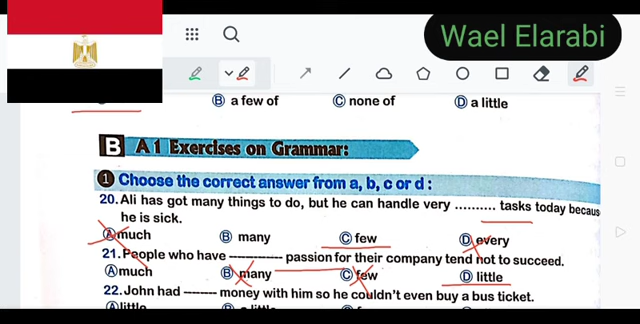 Wael Elarabi
Ⓑ a few of Ⓒ none of Ⓓ a little
B A 1 Exercises on Grammar:
1 Choose the correct answer from a, b, c or d :
20. Ali has got many things to do, but he can handle very .......... tasks today becaus
he is sick.
Ⓐ much Ⓑ many Ⓒ few Ⓓ every
21. People who have ------------ passion for their company tend not to succeed.
Ⓐ much Ⓑ many Ⓒ few Ⓓ little
22. John had -------- money with him so he couldn't even buy a bus ticket.
Ⓐ little Ⓑ a little